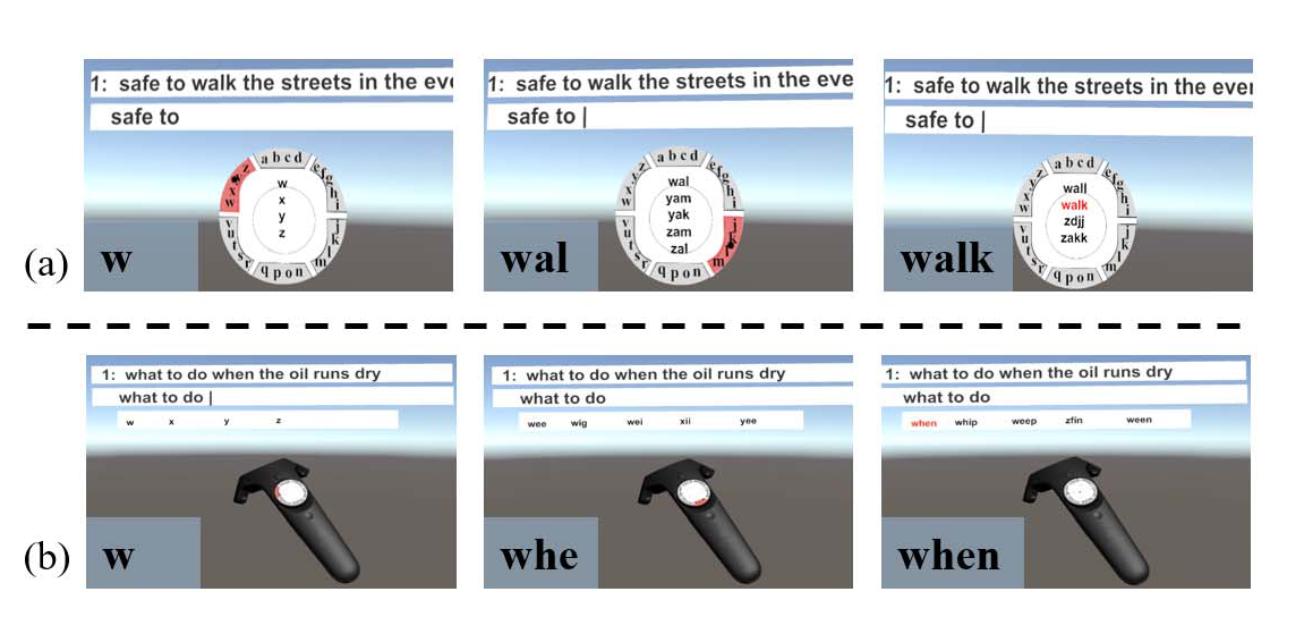 1: safe to walk the streets in the eve
safe to
a b c d
e f g h i
j k l m
n o p q
r s t u v
w x y z
w
x
y
z
w
1: safe to walk the streets in the eve
safe to |
a b c d
e f g h i
j k l m
n o p q
r s t u v
w x y z
wal
yam
yak
zam
zal
wal
1: safe to walk the streets in the ever
safe to |
a b c d
e f g h i
j k l m
n o p q
r s t u v
w x y z
wall
walk
zdjj
zakk
walk
(a)
1: what to do when the oil runs dry
what to do |
w x y z
w
1: what to do when the oil runs dry
what to do
wee wig wei xii yee
whe
1: what to do when the oil runs dry
what to do
when whip weep zfin ween
when
(b)